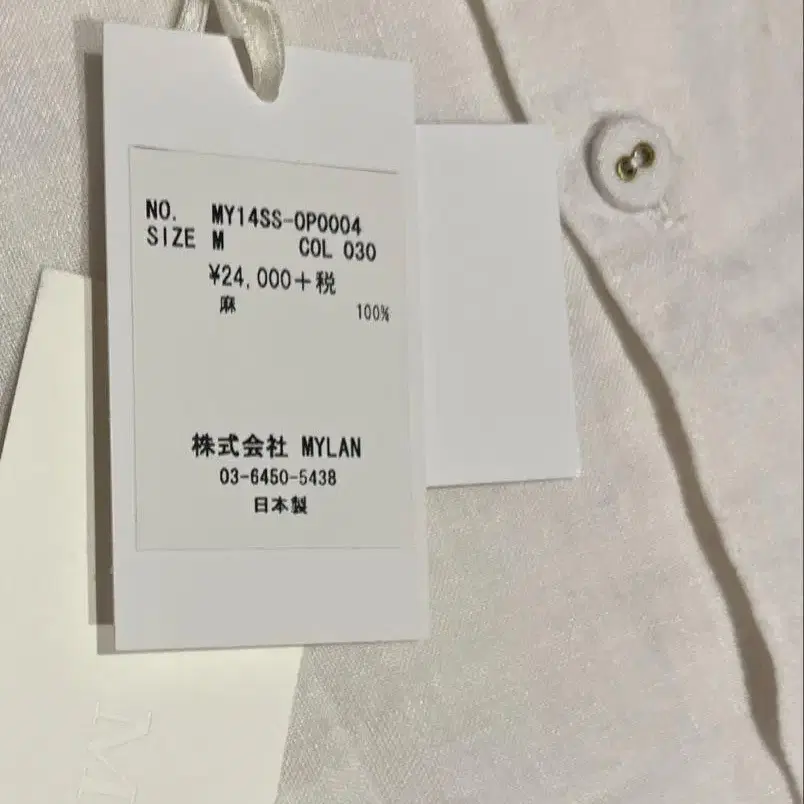 NO. MY14SS-OP0004
SIZE M COL 030
¥24,000+税
麻 100%
株式会社 MYLAN
03-6450-5438
日本製
M